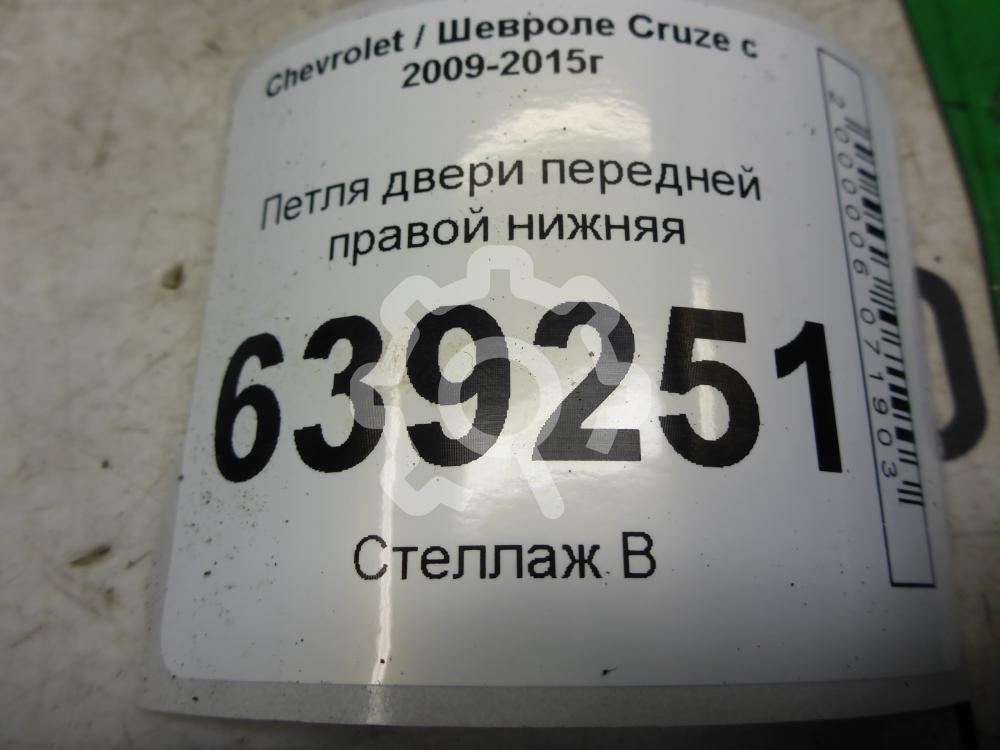 Chevrolet / Шевроле Cruze с
2009-2015г
Петля двери передней
правой нижняя
639251
Стеллаж В
2000006071903